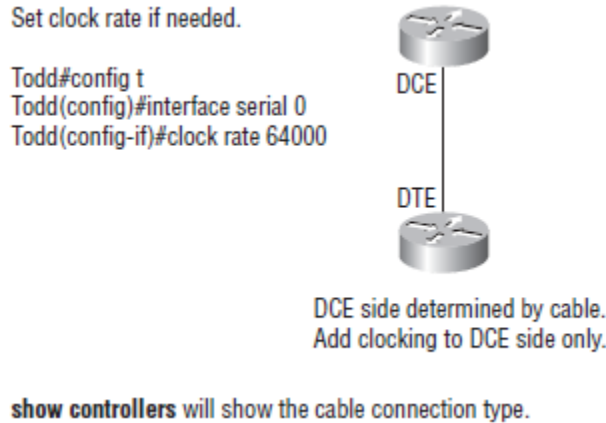 Set clock rate if needed.
Todd#config t
Todd(config)#interface serial 0
Todd(config-if)#clock rate 64000
DCE
DTE
DCE side determined by cable.
Add clocking to DCE side only.
show controllers will show the cable connection type.